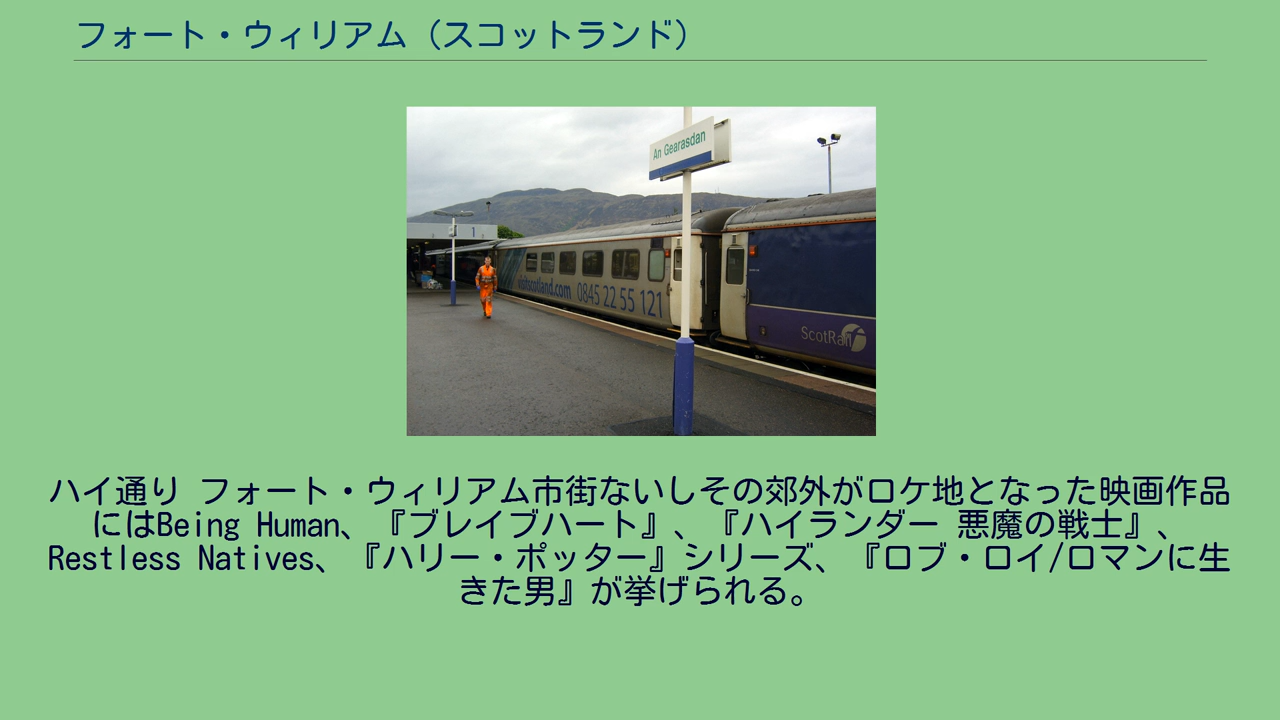 フォート・ウィリアム（スコットランド）
An Gearasdan
1
visitscotland.com 0845 22 55 121
ScotRail
ハイ通り フォート・ウィリアム市街ないしその郊外がロケ地となった映画作品
にはBeing Human、『ブレイブハート』、『ハイランダー 悪魔の戦士』、
Restless Natives、『ハリー・ポッター』シリーズ、『ロブ・ロイ/ロマンに生
きた男』が挙げられる。